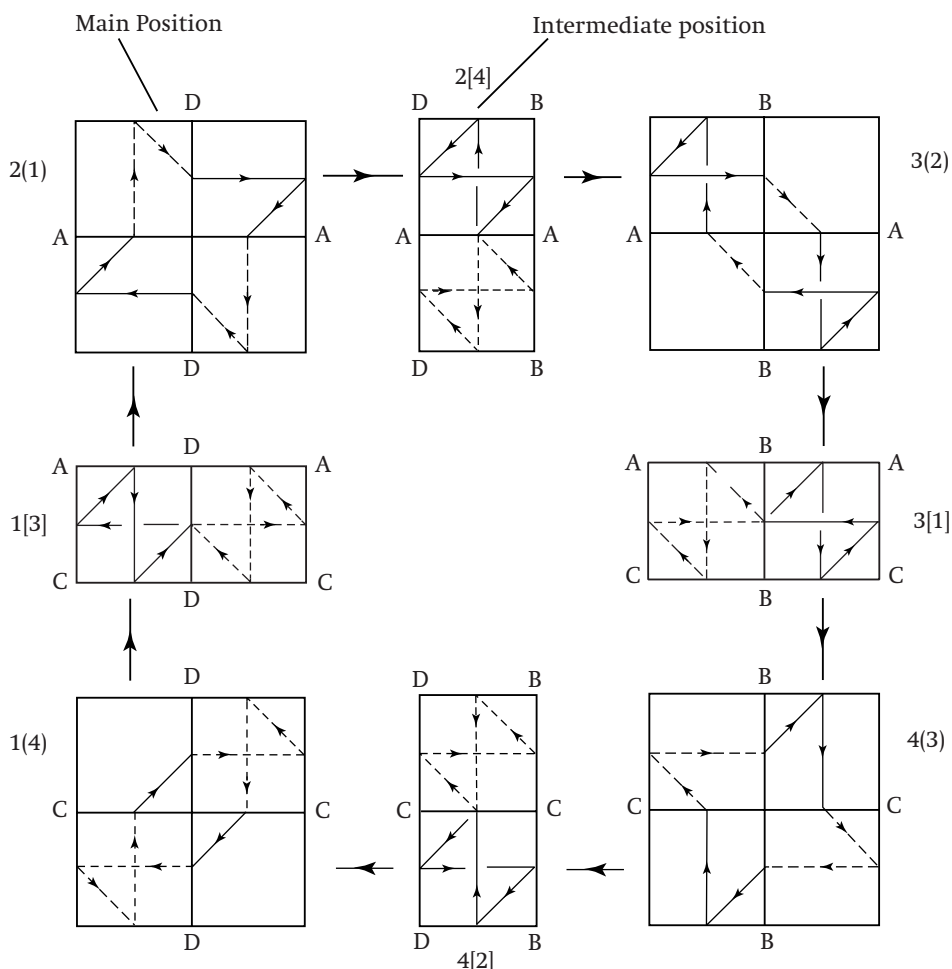 Main Position
Intermediate position
2[4]
D
D B
B
2(1)
3(2)
A A
A A
A A
D
D B
B
D
B
A A
A A
1[3]
3[1]
C C
C C
D
B
D
D B
B
1(4)
4(3)
C C
C C
C C
D
D B
B
4[2]